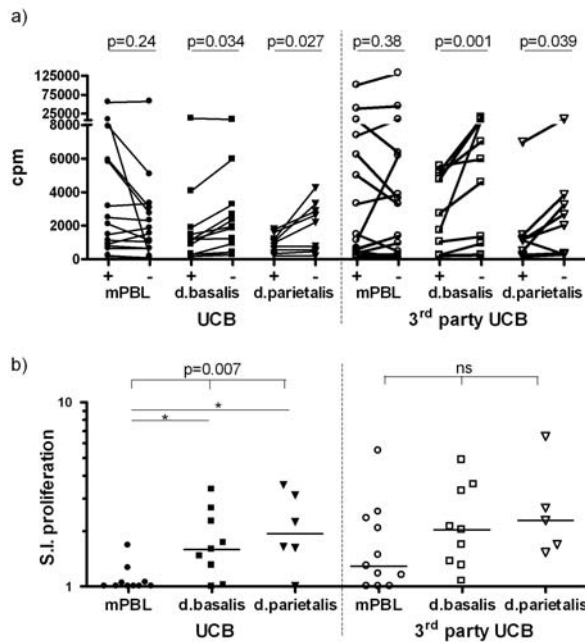 a)
p=0.24 p=0.034 p=0.027 p=0.38 p=0.001 p=0.039
125000
75000
25000
8000
6000
4000
2000
0
cpm
+ - + - + - + - + - + -
mPBL d.basalis d.parietalis mPBL d.basalis d.parietalis
UCB 3rd party UCB
b)
p=0.007 ns
* 
*
10
1
S.I. proliferation
mPBL d.basalis d.parietalis mPBL d.basalis d.parietalis
UCB 3rd party UCB